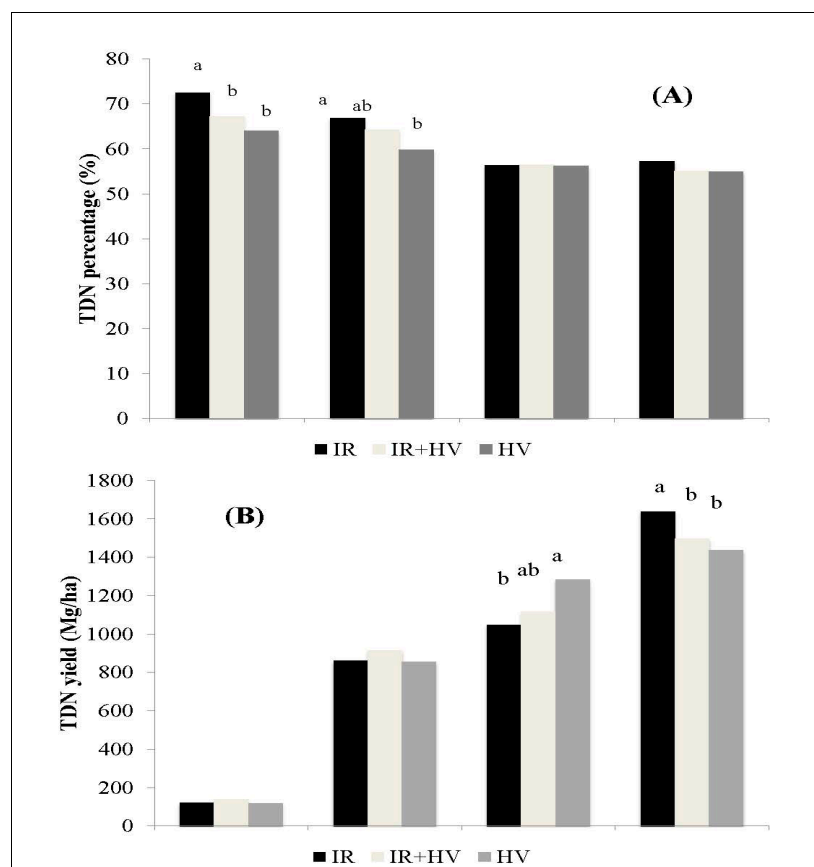 80
a
70
b
b
a
ab
b
(A)
60
50
40
30
20
10
0
TDN percentage (%)
IR IR+HV HV
1800
1600
1400
1200
1000
800
600
400
200
0
TDN yield (Mg/ha)
(B)
b
ab
a
a
b
b
IR IR+HV HV